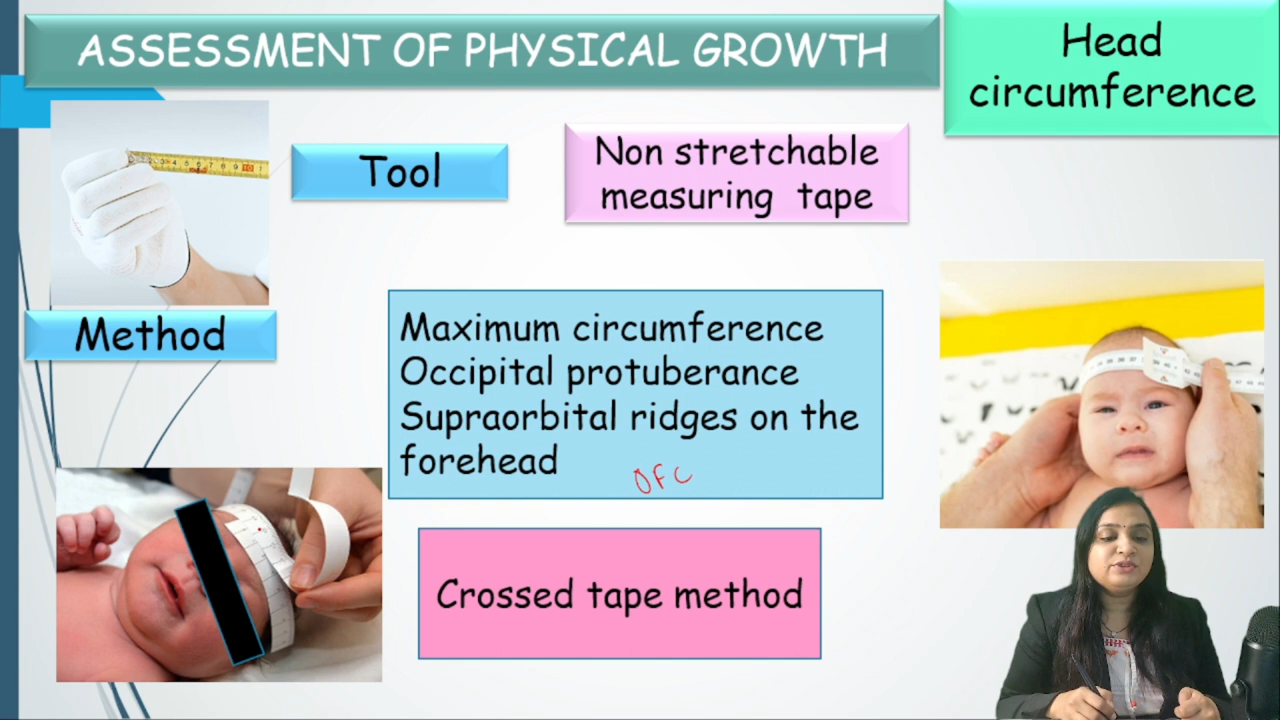 ASSESSMENT OF PHYSICAL GROWTH
Head
circumference
Tool
Non stretchable
measuring tape
Method
Maximum circumference
Occipital protuberance
Supraorbital ridges on the
forehead
OFC
Crossed tape method